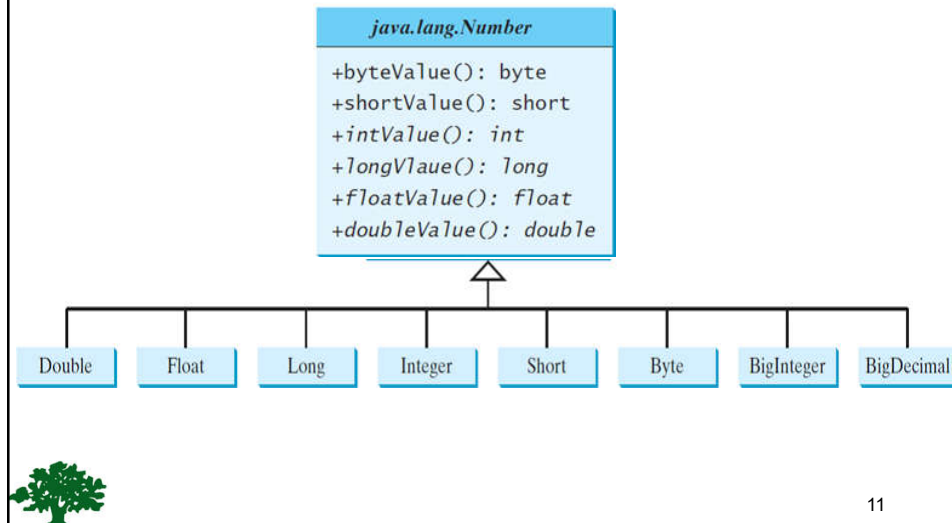 java.lang.Number
+byteValue(): byte
+shortValue(): short
+intValue(): int
+longVlaue(): long
+floatValue(): float
+doubleValue(): double
Double Float Long Integer Short Byte BigInteger BigDecimal
11